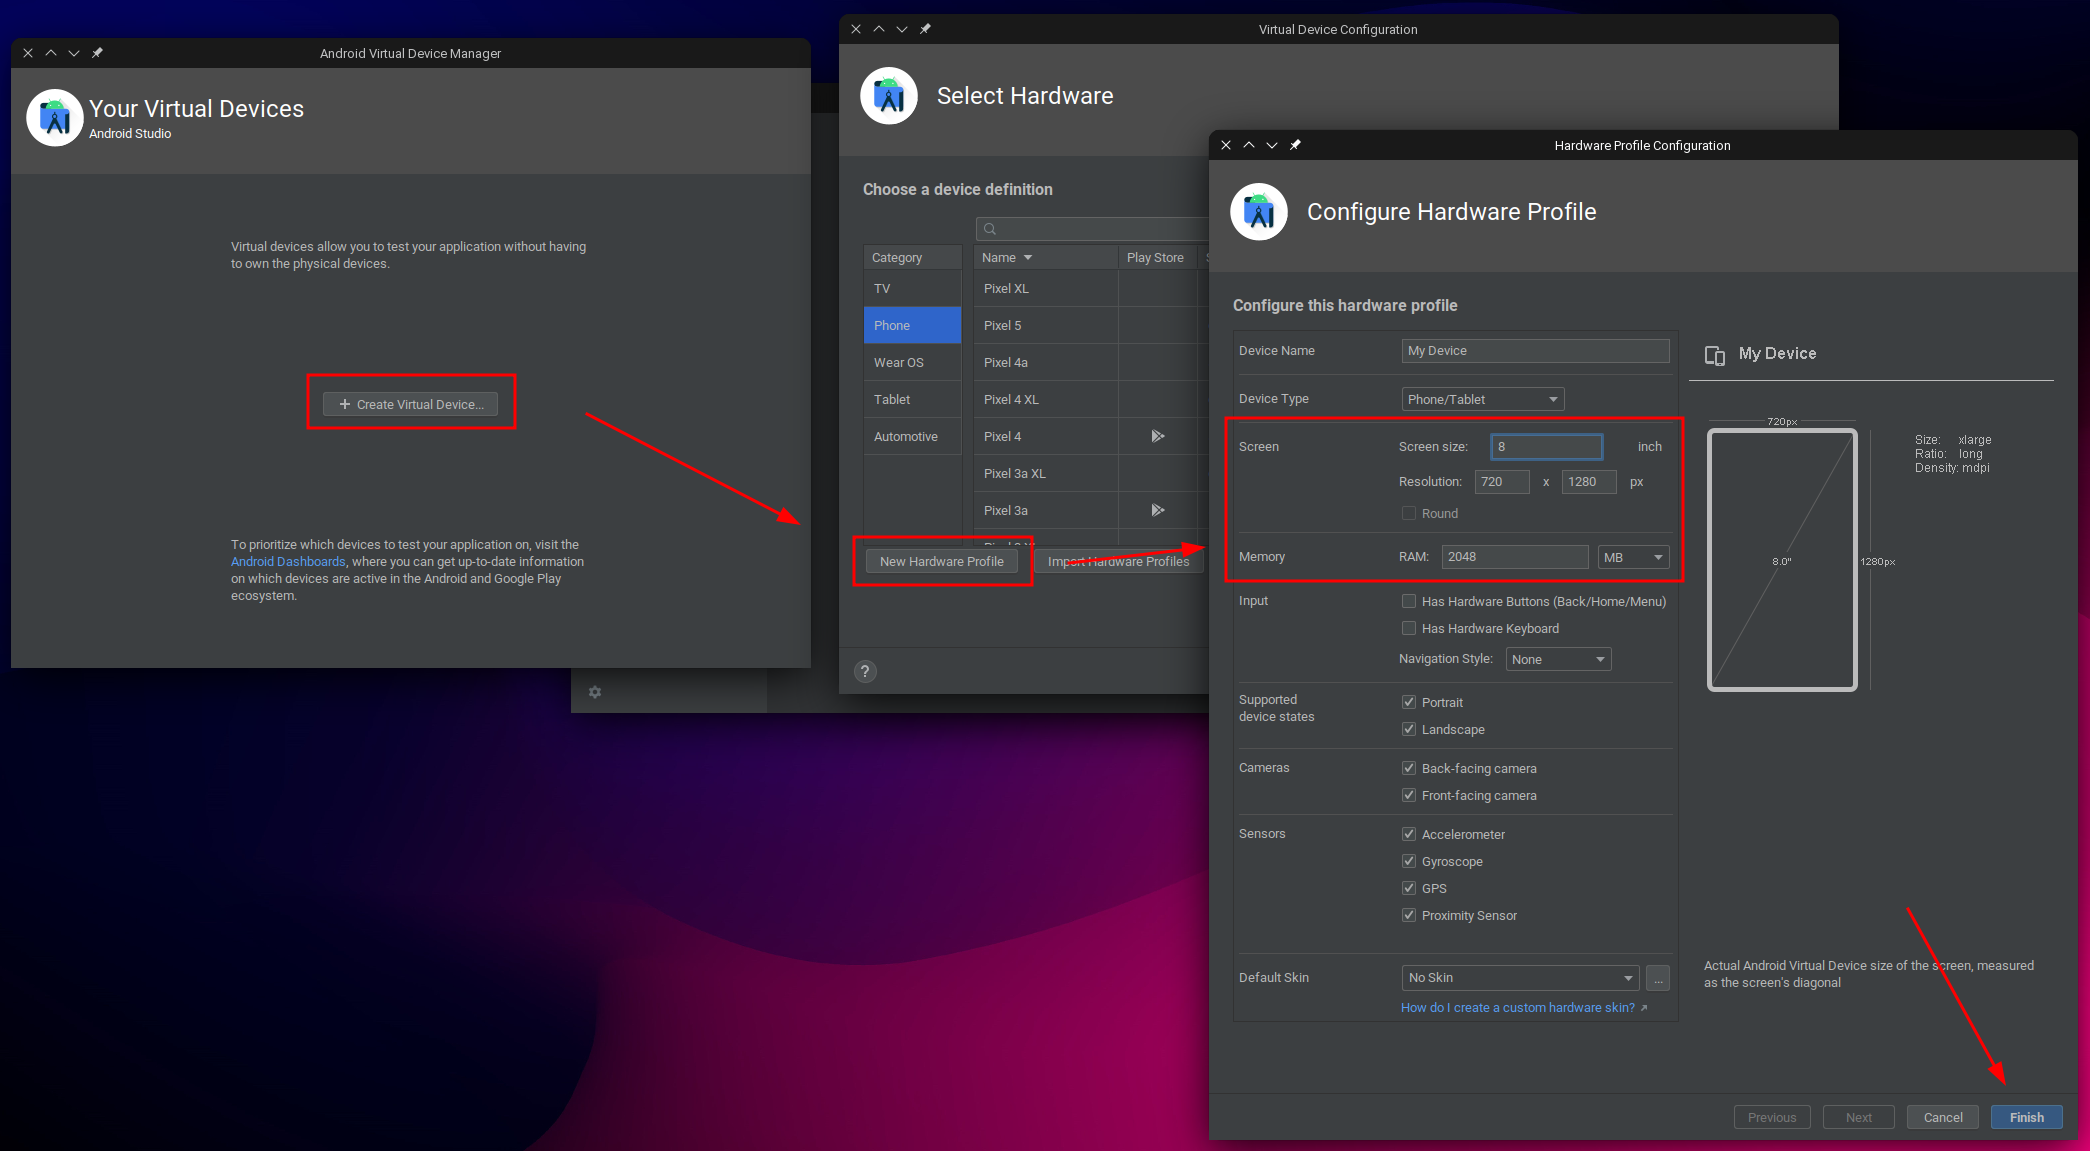 Android Virtual Device Manager
Your Virtual Devices
Android Studio
Virtual devices allow you to test your application without having
to own the physical devices.
+ Create Virtual Device...
To prioritize which devices to test your application on, visit the
Android Dashboards, where you can get up-to-date information
on which devices are active in the Android and Google Play
ecosystem.
Virtual Device Configuration
Select Hardware
Choose a device definition
Category
TV
Phone
Wear OS
Tablet
Automotive
Name Play Store
Pixel XL
Pixel 5
Pixel 4a
Pixel 4 XL
Pixel 4
Pixel 3a XL
Pixel 3a
New Hardware Profile Import Hardware Profiles
?
Hardware Profile Configuration
Configure Hardware Profile
Configure this hardware profile
Device Name My Device
Device Type Phone/Tablet
Screen Screen size: 8 inch
Resolution: 720 x 1280 px
Round
Memory RAM: 2048 MB
Input Has Hardware Buttons (Back/Home/Menu)
Has Hardware Keyboard
Navigation Style: None
Supported
device states
Portrait
Landscape
Cameras Back-facing camera
Front-facing camera
Sensors Accelerometer
Gyroscope
GPS
Proximity Sensor
Default Skin No Skin ...
How do I create a custom hardware skin? ↗
My Device
720px
8.0"
1280px
Size: xlarge
Ratio: long
Density: mdpi
Actual Android Virtual Device size of the screen, measured
as the screen's diagonal
Previous Next Cancel Finish